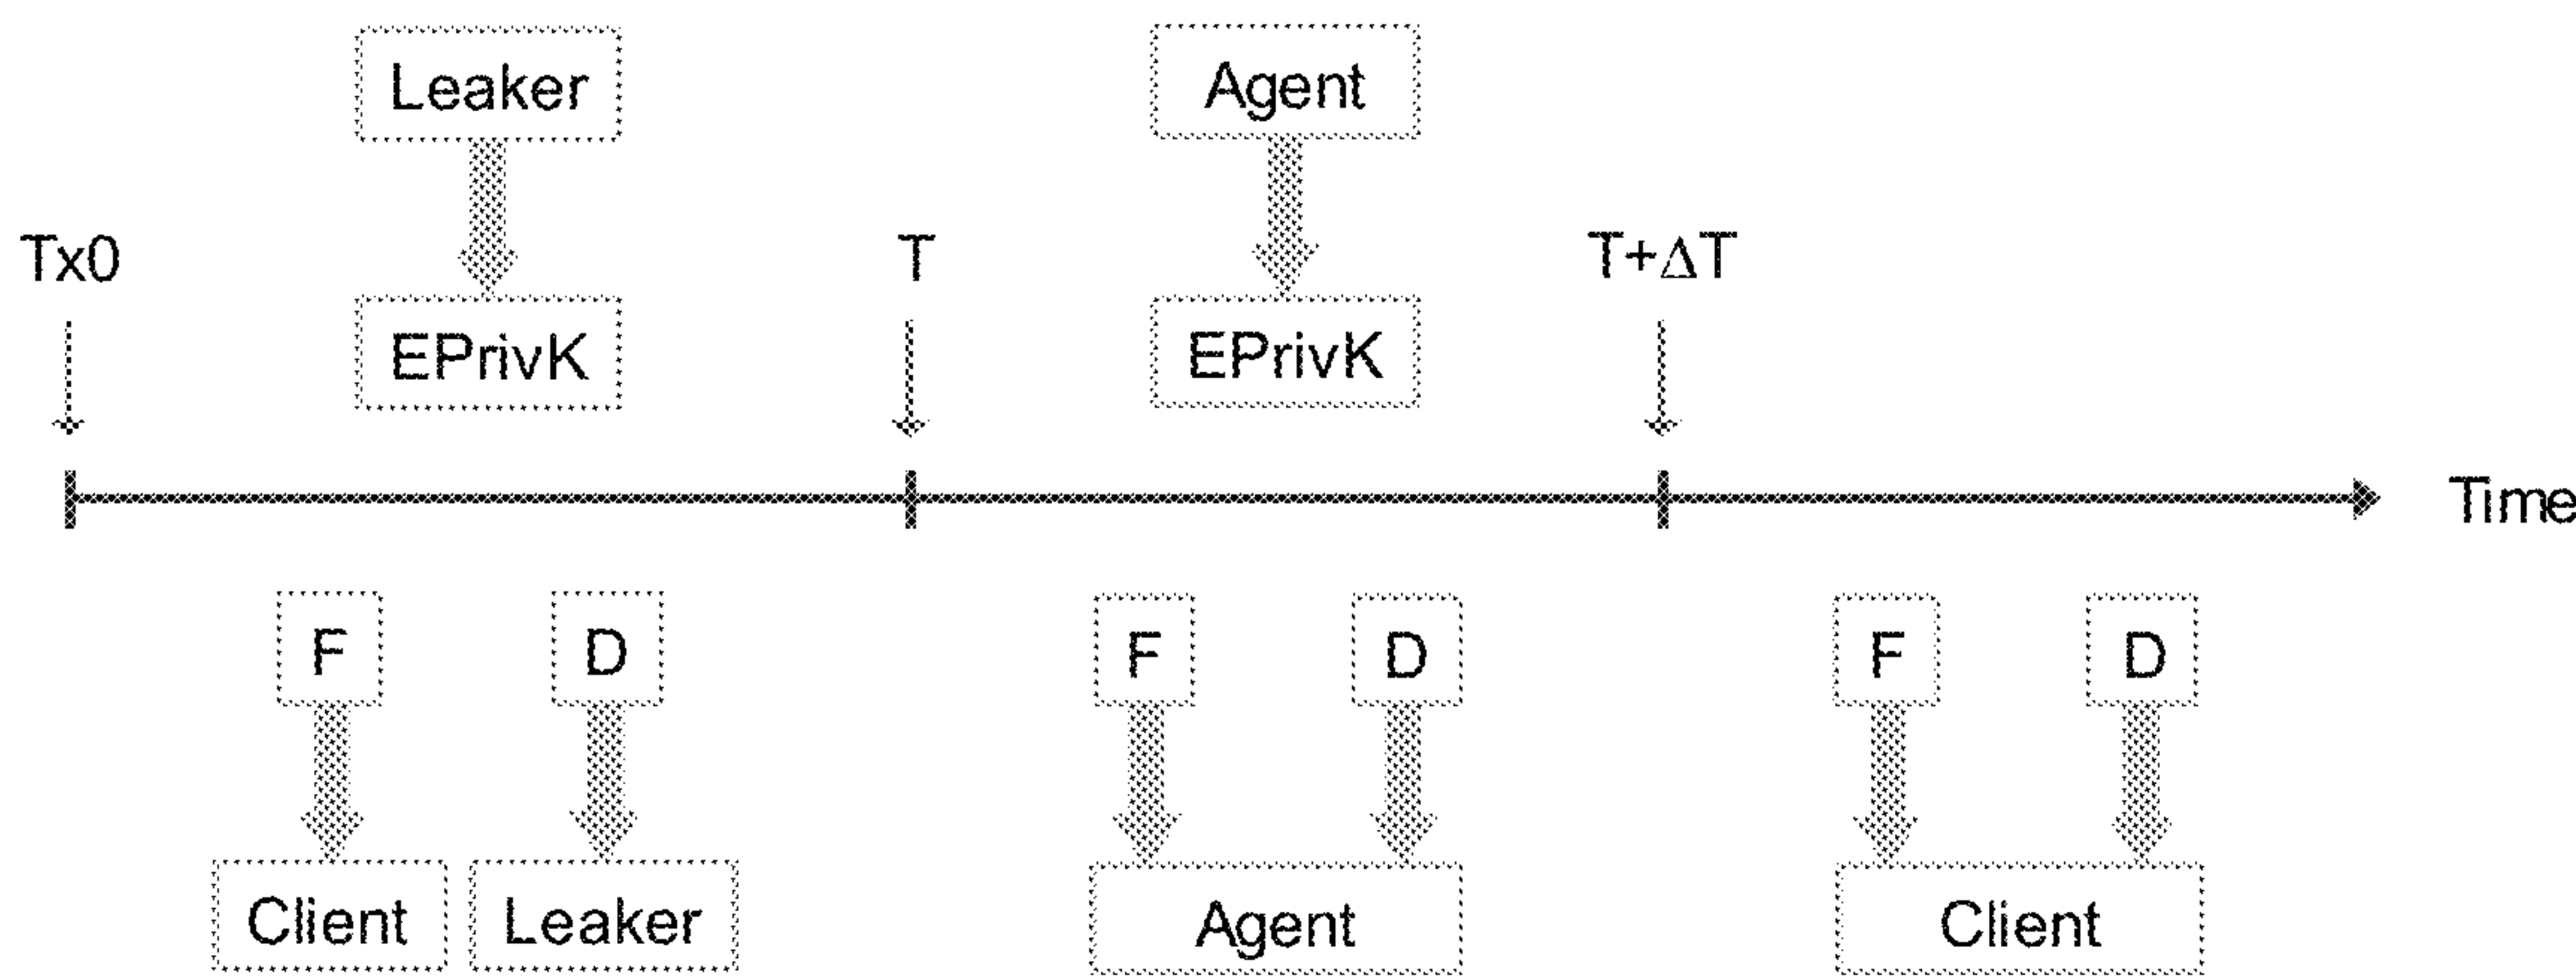 Leaker Agent
Tx0 T T+ΔT
EPrivK EPrivK
Time
F D F D F D
Client Leaker Agent Client